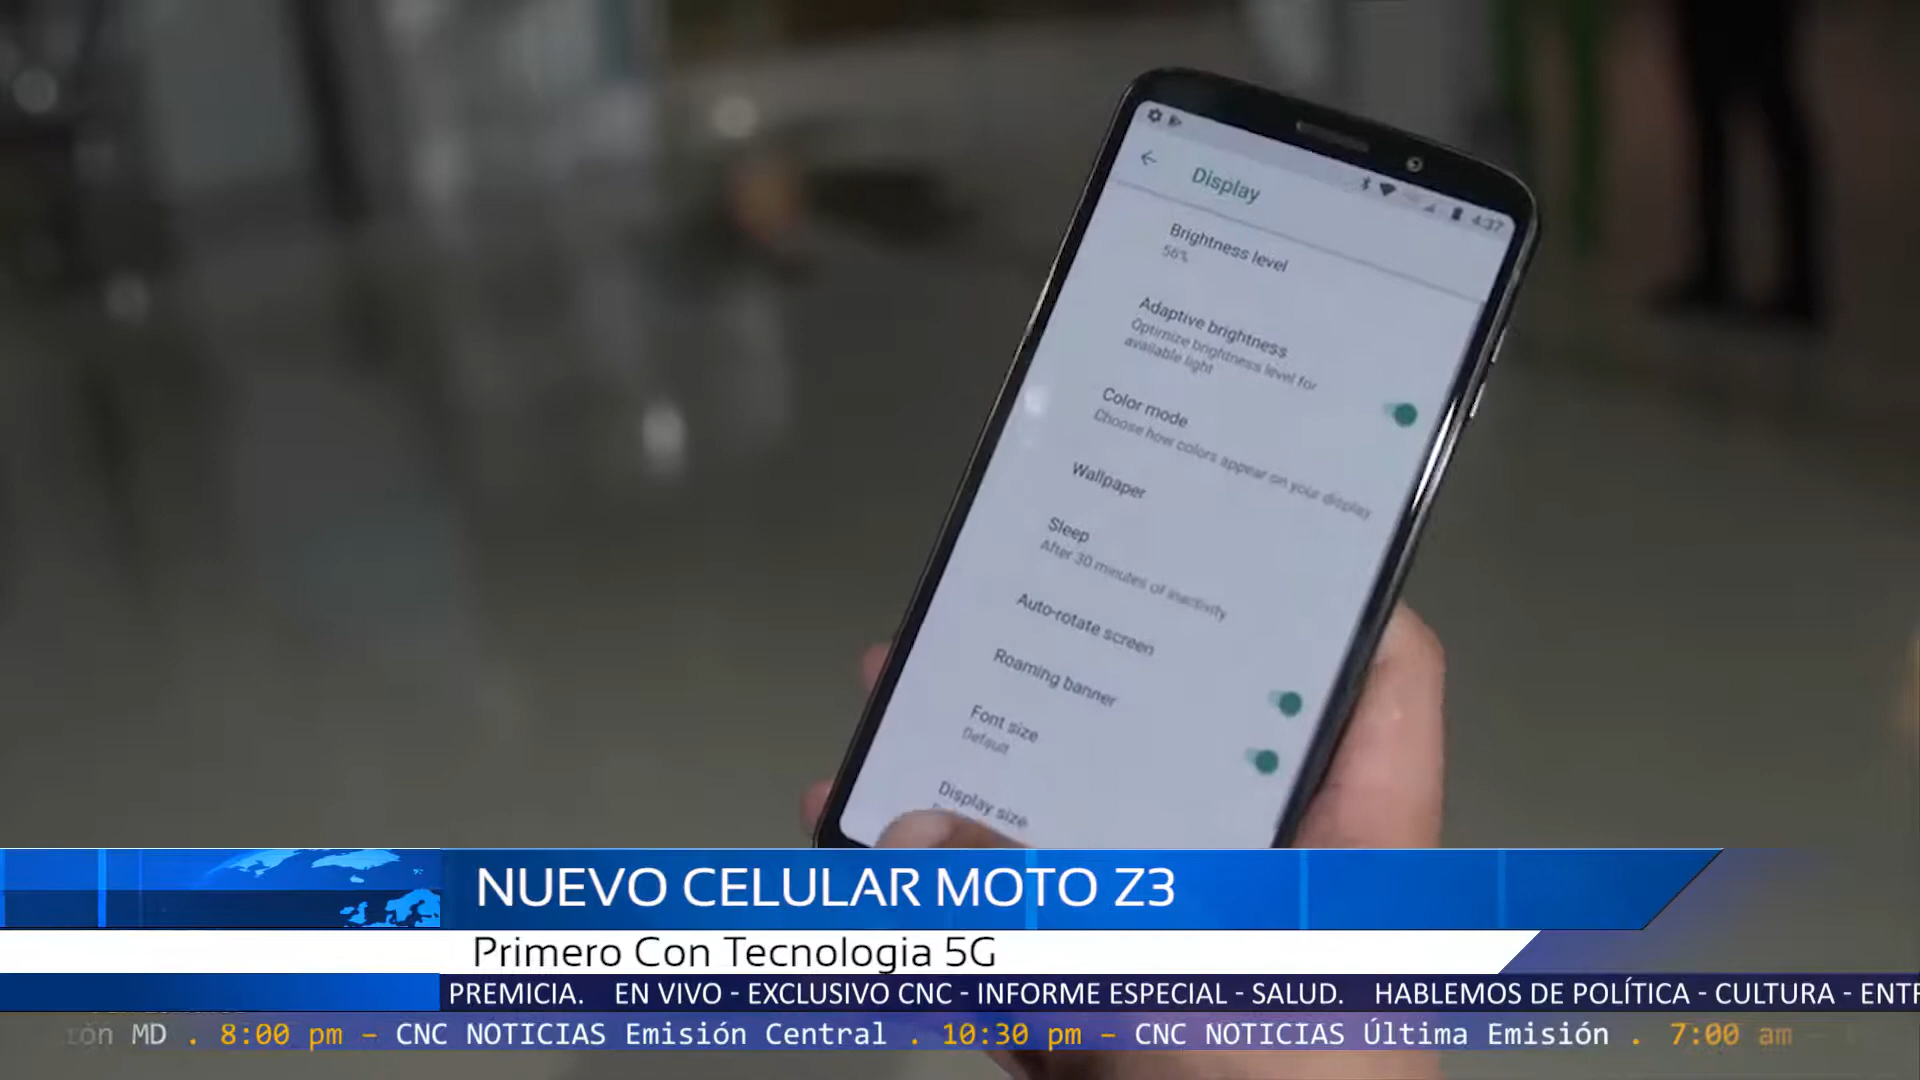 Display
4:37
Brightness level
56%
Adaptive brightness
Optimize brightness level for
available light
Color mode
Choose how colors appear on your display
Wallpaper
Sleep
After 30 minutes of inactivity
Auto-rotate screen
Roaming banner
Font size
Default
Display size
NUEVO CELULAR MOTO Z3
Primero Con Tecnologia 5G
PREMICIA. EN VIVO - EXCLUSIVO CNC - INFORME ESPECIAL - SALUD. HABLEMOS DE POLÍTICA - CULTURA - ENTR
ión MD . 8:00 pm – CNC NOTICIAS Emisión Central . 10:30 pm – CNC NOTICIAS Última Emisión . 7:00 am –